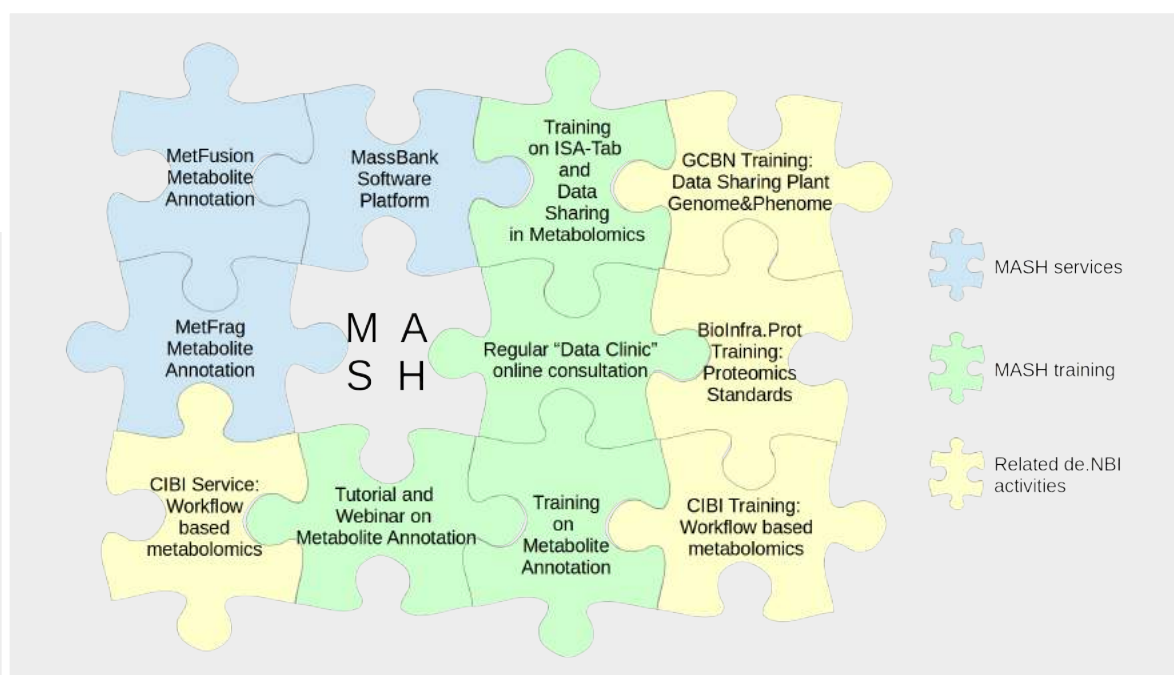 MetFusion
Metabolite
Annotation
MassBank
Software
Platform
Training
on ISA-Tab
and
Data
Sharing
in Metabolomics
GCBN Training:
Data Sharing Plant
Genome&Phenome
MetFrag
Metabolite
Annotation
M A
S H
Regular “Data Clinic”
online consultation
BioInfra.Prot
Training:
Proteomics
Standards
CIBI Service:
Workflow
based
metabolomics
Tutorial and
Webinar on
Metabolite Annotation
Training
on
Metabolite
Annotation
CIBI Training:
Workflow based
metabolomics
MASH services
MASH training
Related de.NBI
activities